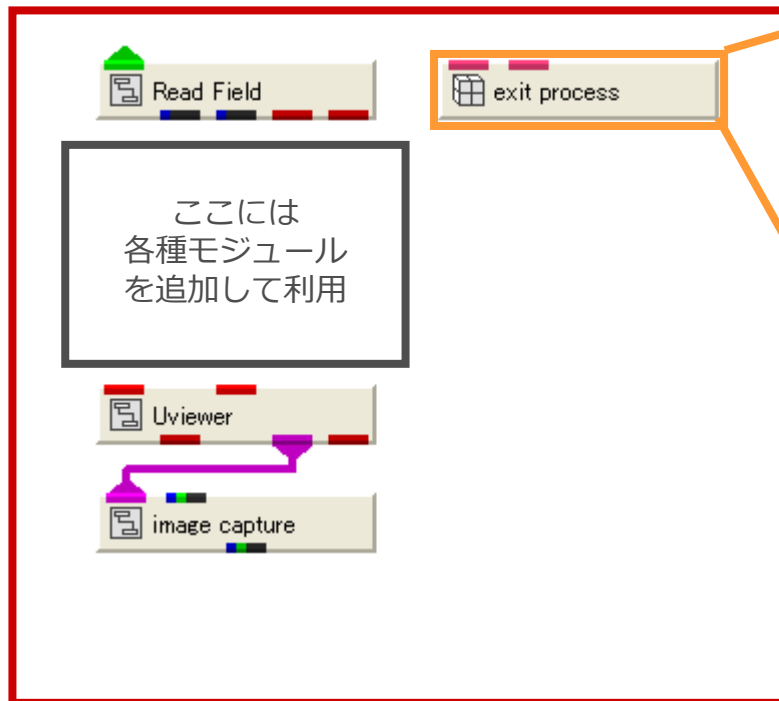 Read Field
exit process
ここには
各種モジュール
を追加して利用
Uviewer
image capture